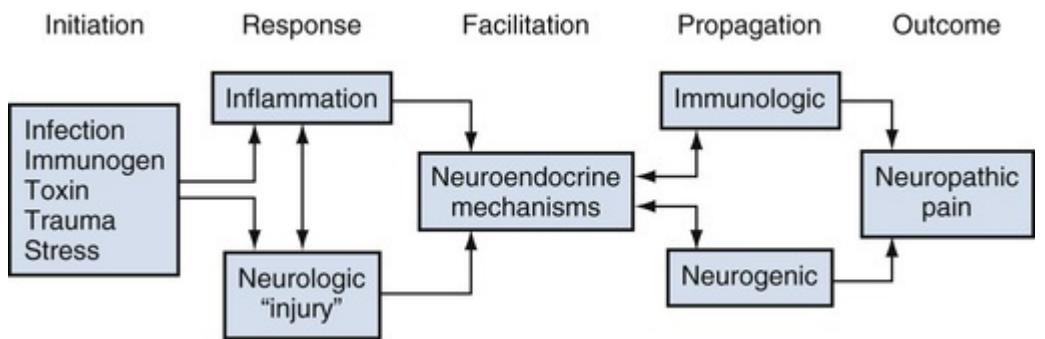 Initiation
Response
Facilitation
Propagation
Outcome
Infection
Immunogen
Toxin
Trauma
Stress
Inflammation
Neurologic
“injury”
Neuroendocrine
mechanisms
Immunologic
Neurogenic
Neuropathic
pain